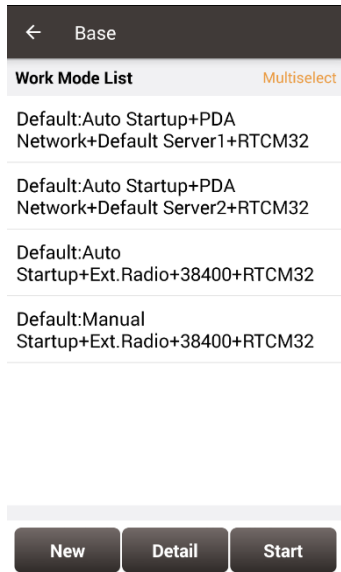 Base
Work Mode List Multiselect
Default:Auto Startup+PDA
Network+Default Server1+RTCM32
Default:Auto Startup+PDA
Network+Default Server2+RTCM32
Default:Auto
Startup+Ext.Radio+38400+RTCM32
Default:Manual
Startup+Ext.Radio+38400+RTCM32
New Detail Start